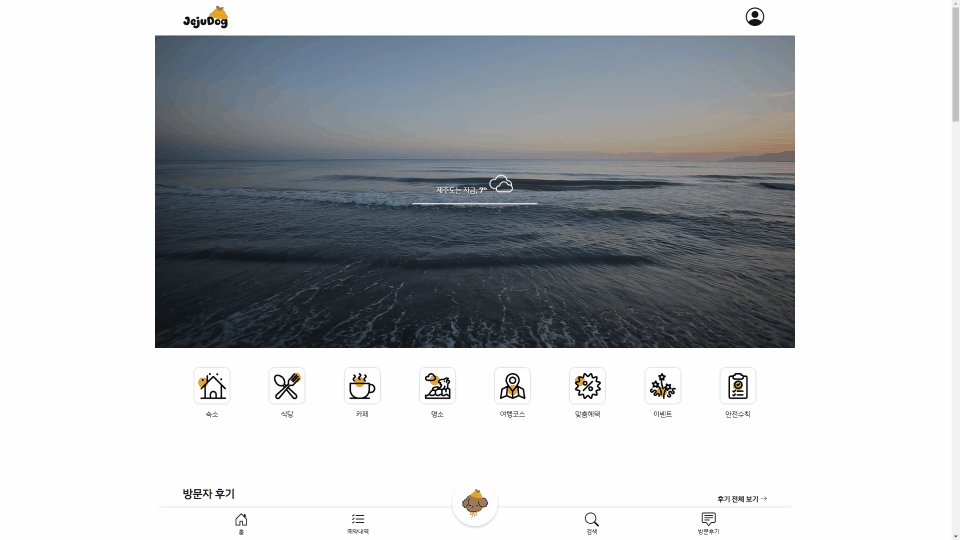 JejuDog
제주도는 지금, 7°
숙소
식당
카페
명소
여행코스
맞춤혜택
이벤트
안전수칙
방문자 후기
후기 전체 보기 →
홈
예약내역
검색
방문후기